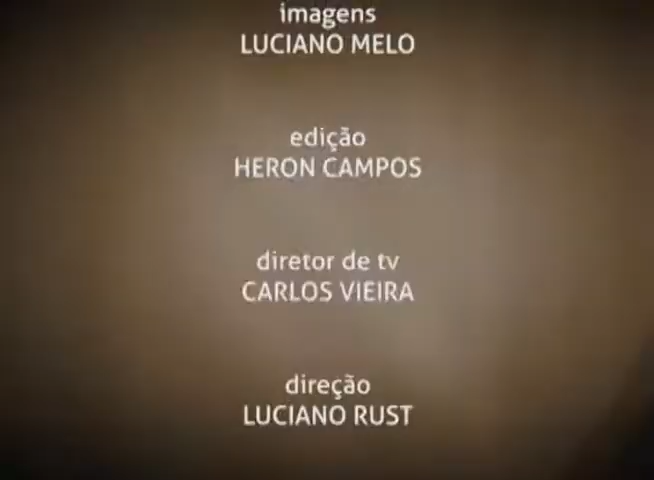 imagens
LUCIANO MELO
edição
HERON CAMPOS
diretor de tv
CARLOS VIEIRA
direção
LUCIANO RUST